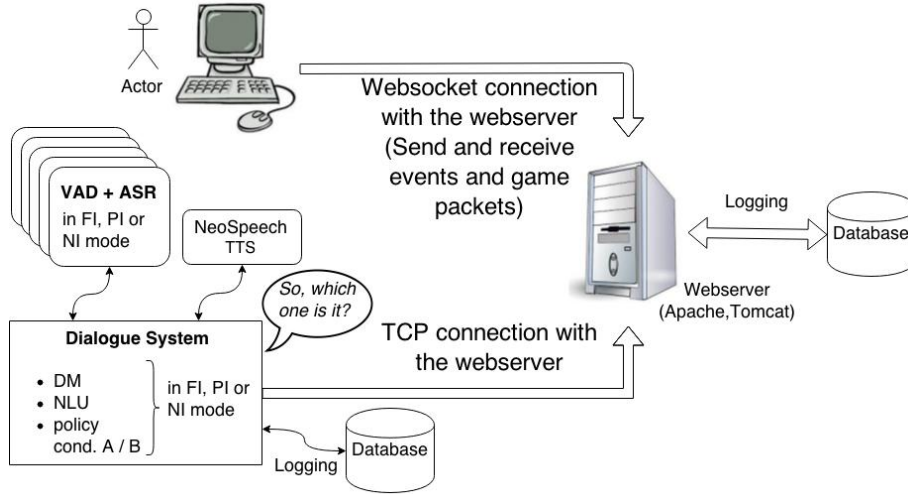 Actor
Websocket connection
with the webserver
(Send and receive
events and game
packets)
VAD + ASR
in FI, PI or
NI mode
NeoSpeech
TTS
Logging
Database
Webserver
(Apache,Tomcat)
So, which
one is it?
TCP connection with
the webserver
Dialogue System
• DM
• NLU
• policy
cond. A / B
in FI, PI or
NI mode
Logging
Database